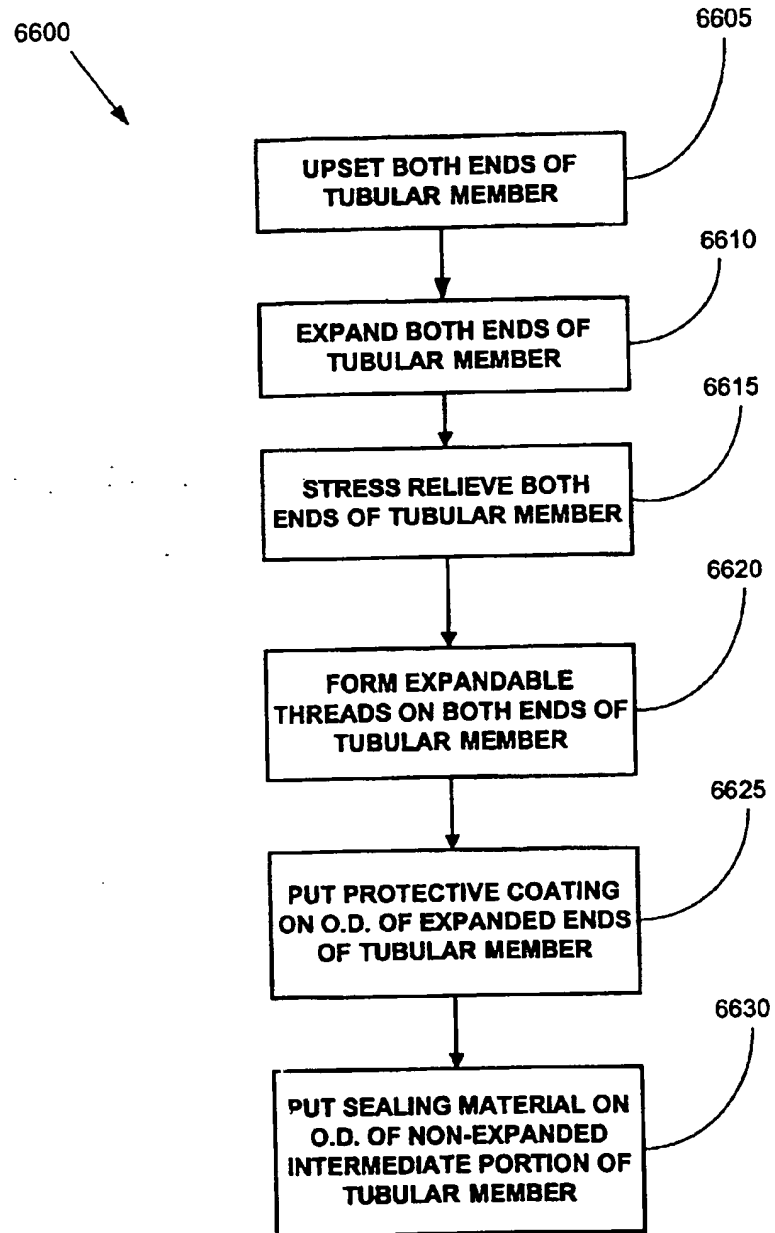 6600
6605
UPSET BOTH ENDS OF
TUBULAR MEMBER
6610
EXPAND BOTH ENDS OF
TUBULAR MEMBER
6615
STRESS RELIEVE BOTH
ENDS OF TUBULAR MEMBER
6620
FORM EXPANDABLE
THREADS ON BOTH ENDS OF
TUBULAR MEMBER
6625
PUT PROTECTIVE COATING
ON O.D. OF EXPANDED ENDS
OF TUBULAR MEMBER
6630
PUT SEALING MATERIAL ON
O.D. OF NON-EXPANDED
INTERMEDIATE PORTION OF
TUBULAR MEMBER